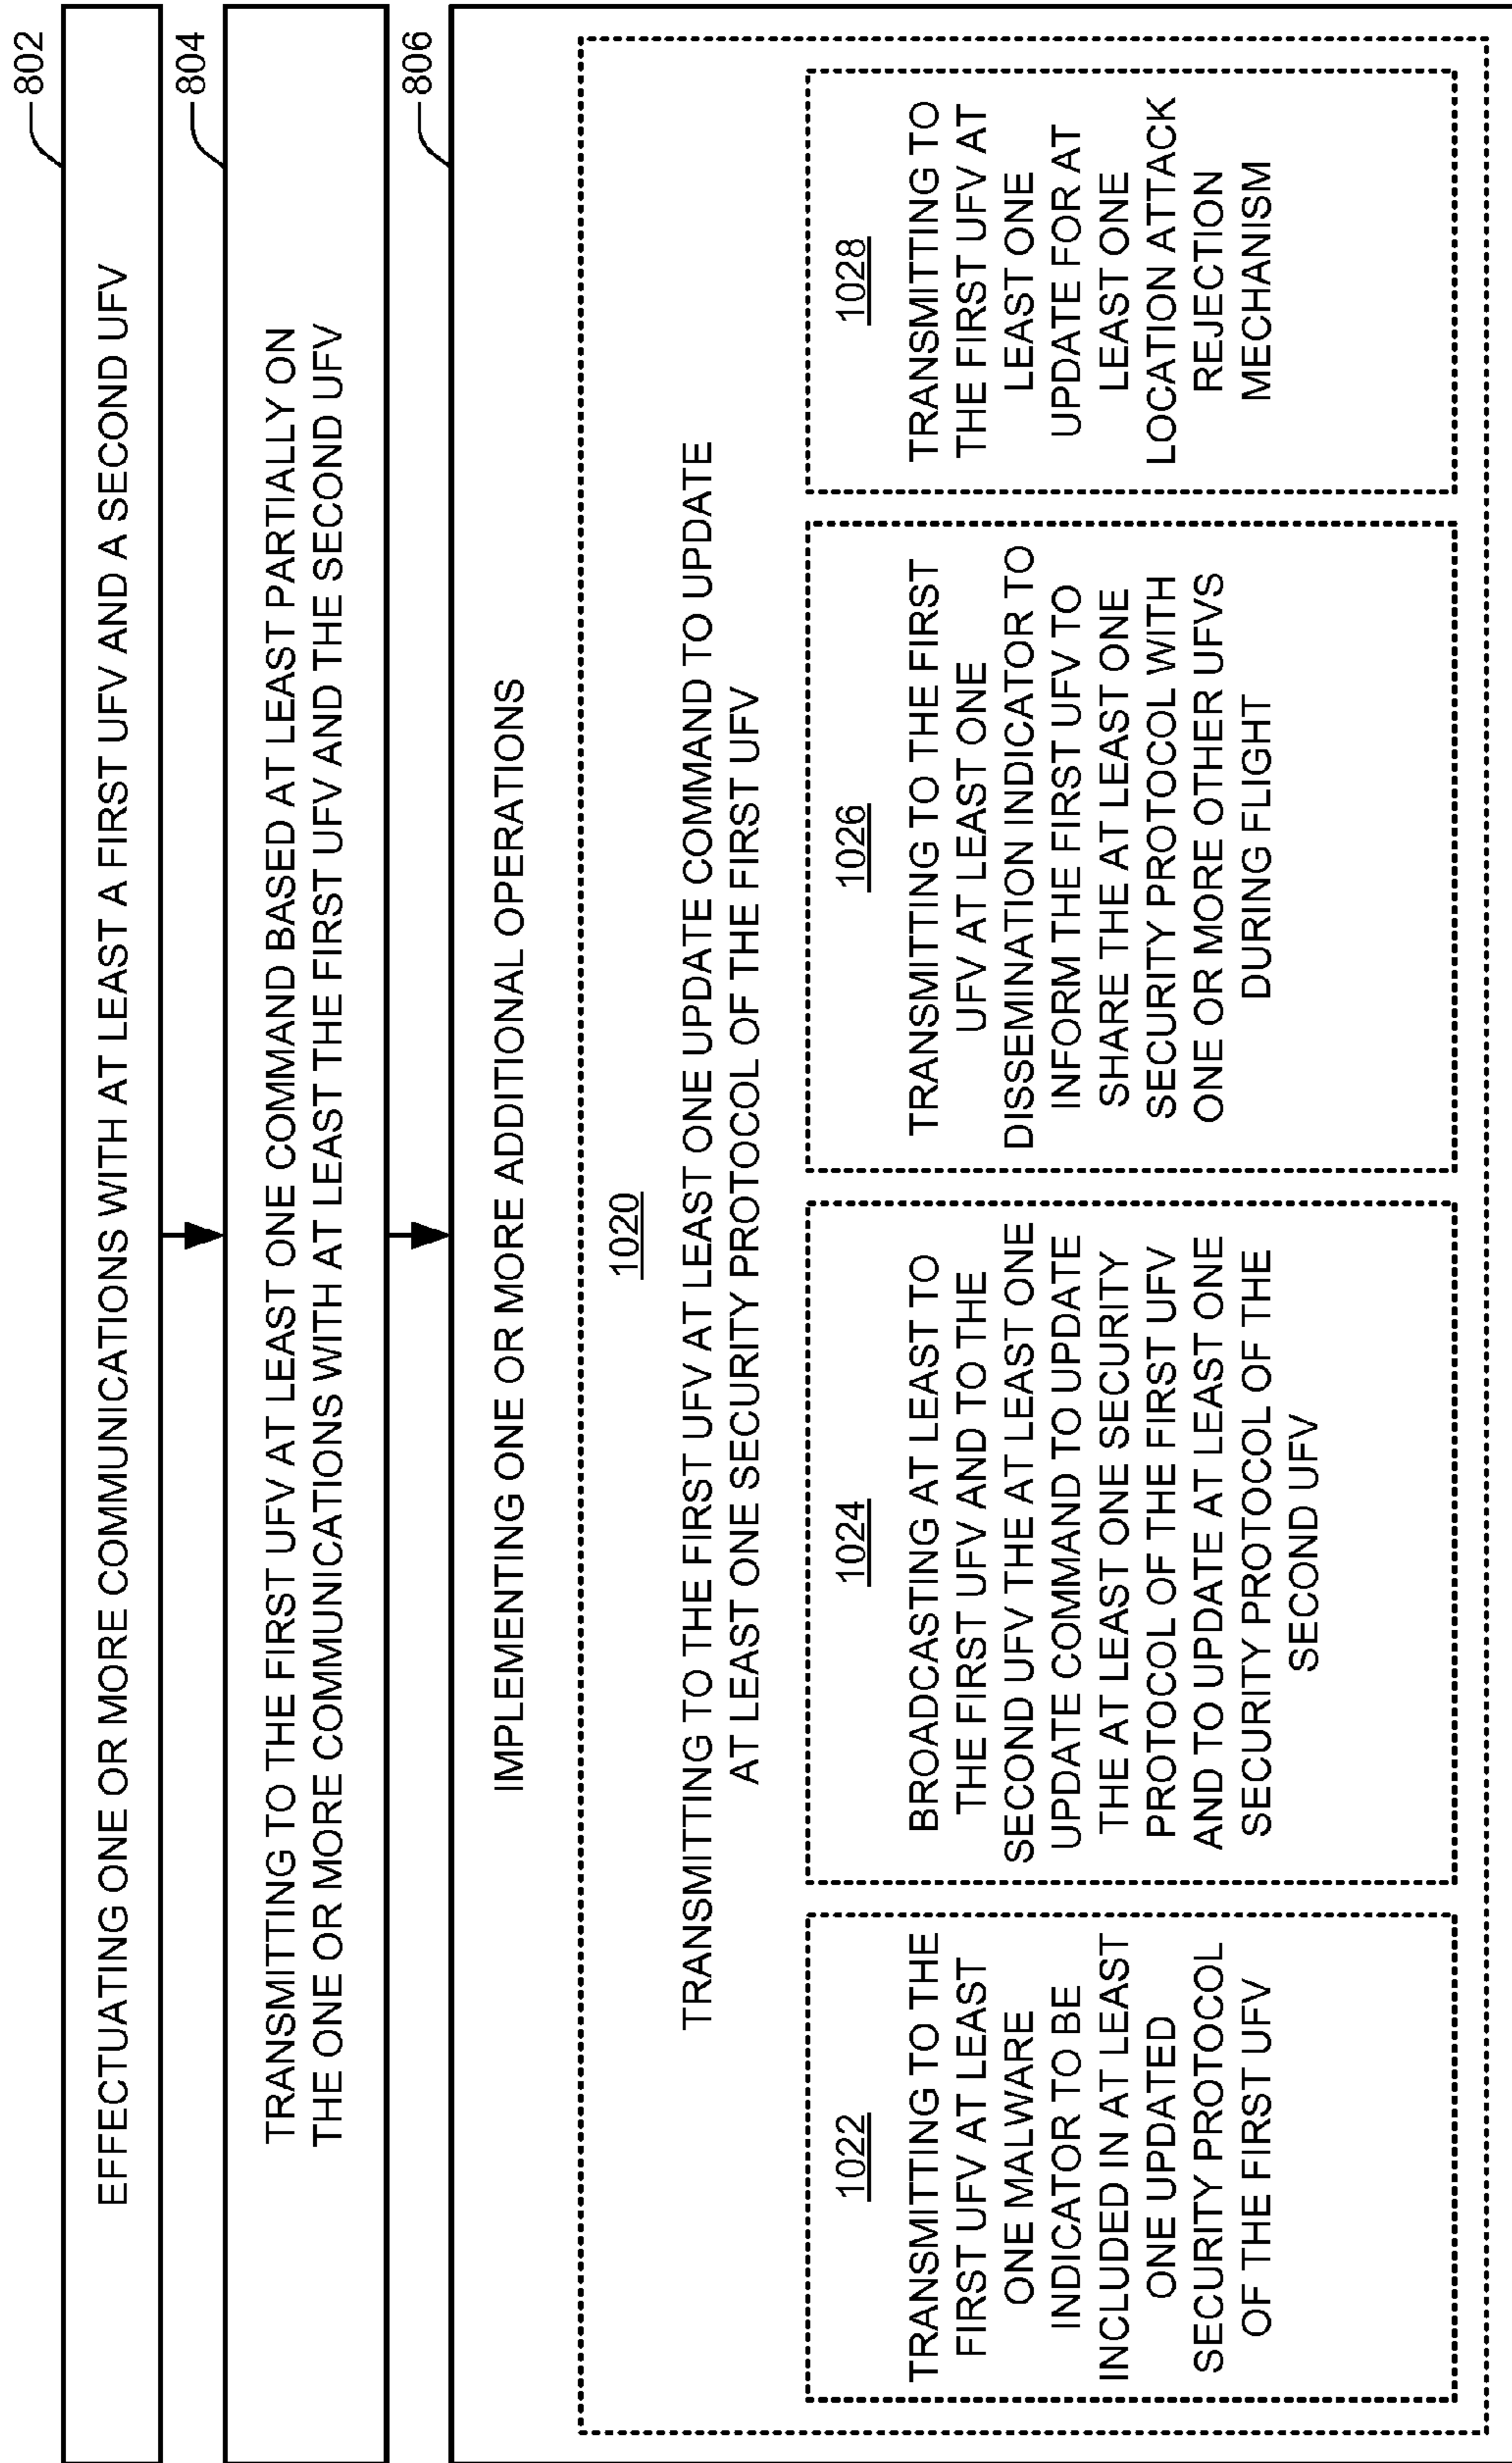 802
EFFECTUATING ONE OR MORE COMMUNICATIONS WITH AT LEAST A FIRST UFV AND A SECOND UFV
804
TRANSMITTING TO THE FIRST UFV AT LEAST ONE COMMAND BASED AT LEAST PARTIALLY ON
THE ONE OR MORE COMMUNICATIONS WITH AT LEAST THE FIRST UFV AND THE SECOND UFV
806
IMPLEMENTING ONE OR MORE ADDITIONAL OPERATIONS
1020
TRANSMITTING TO THE FIRST UFV AT LEAST ONE UPDATE COMMAND TO UPDATE
AT LEAST ONE SECURITY PROTOCOL OF THE FIRST UFV
1022
TRANSMITTING TO THE
FIRST UFV AT LEAST
ONE MALWARE
INDICATOR TO BE
INCLUDED IN AT LEAST
ONE UPDATED
SECURITY PROTOCOL
OF THE FIRST UFV
1024
BROADCASTING AT LEAST TO
THE FIRST UFV AND TO THE
SECOND UFV THE AT LEAST ONE
UPDATE COMMAND TO UPDATE
THE AT LEAST ONE SECURITY
PROTOCOL OF THE FIRST UFV
AND TO UPDATE AT LEAST ONE
SECURITY PROTOCOL OF THE
SECOND UFV
1026
TRANSMITTING TO THE FIRST
UFV AT LEAST ONE
DISSEMINATION INDICATOR TO
INFORM THE FIRST UFV TO
SHARE THE AT LEAST ONE
SECURITY PROTOCOL WITH
ONE OR MORE OTHER UFVS
DURING FLIGHT
1028
TRANSMITTING TO
THE FIRST UFV AT
LEAST ONE
UPDATE FOR AT
LEAST ONE
LOCATION ATTACK
REJECTION
MECHANISM